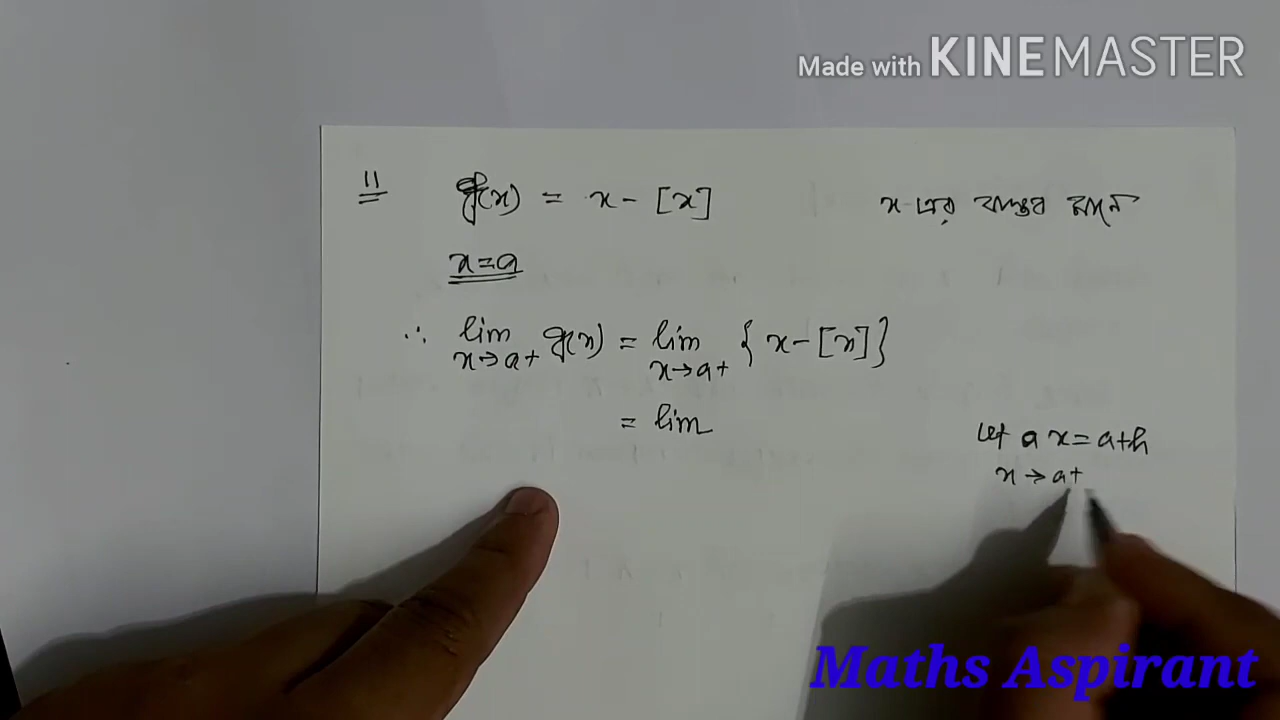 Made with KINEMASTER
11 g(x) = x - [x] x এর বাস্তব মানে
x=a
∴ lim x→a+ g(x) = lim x→a+ { x - [x] }
= lim
Let a x = a+h
x → a+
Maths Aspirant